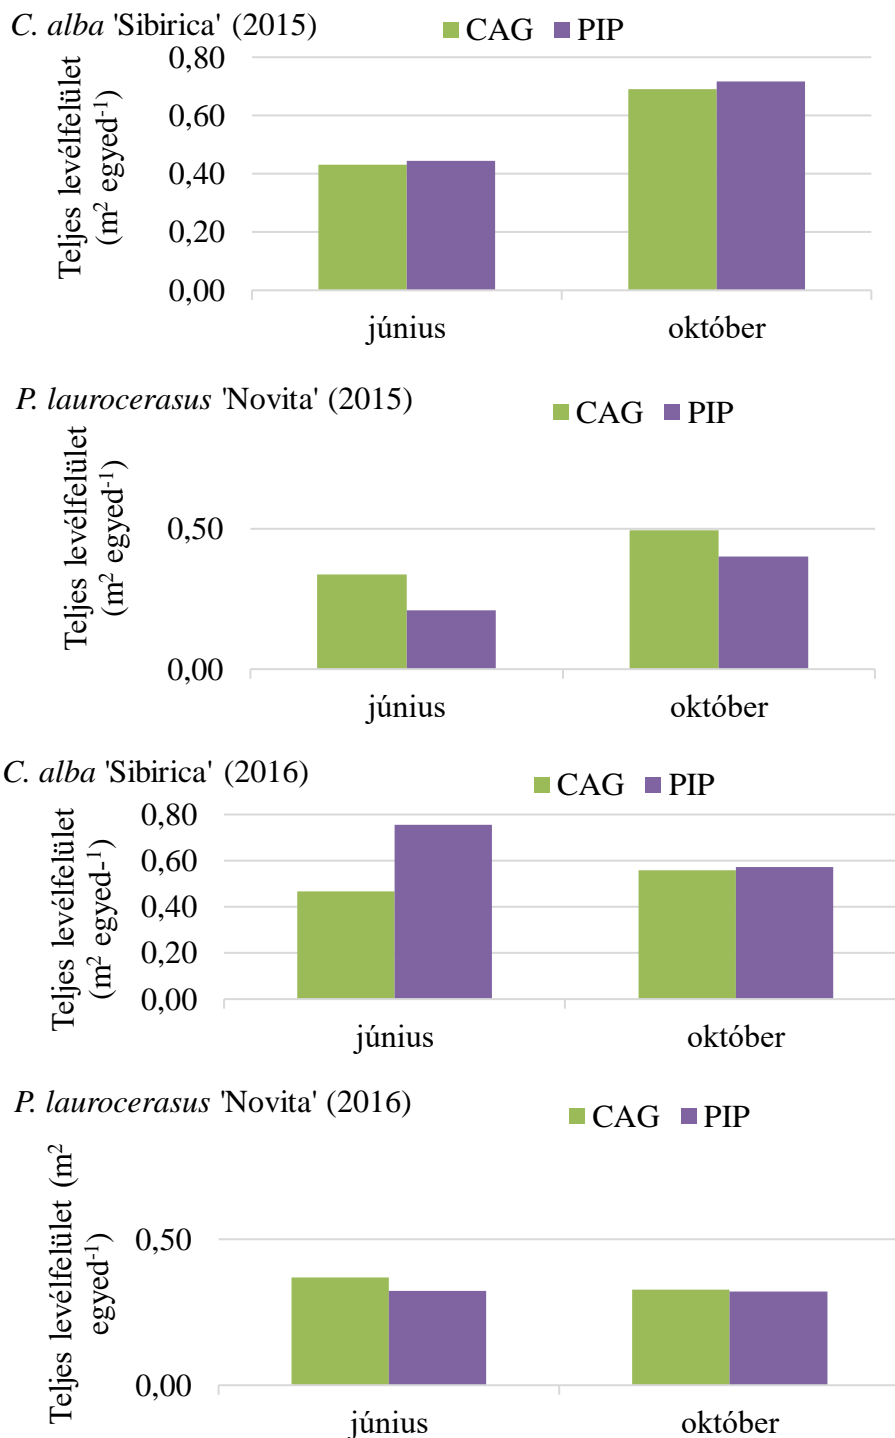 C. alba 'Sibirica' (2015)
CAG PIP
Teljes levélfelület
(m² egyed⁻¹)
0,80
0,60
0,40
0,20
0,00
június október
P. laurocerasus 'Novita' (2015)
CAG PIP
Teljes levélfelület
(m² egyed⁻¹)
0,50
0,00
június október
C. alba 'Sibirica' (2016)
CAG PIP
Teljes levélfelület
(m² egyed-¹)
0,80
0,60
0,40
0,20
0,00
június október
P. laurocerasus 'Novita' (2016)
CAG PIP
Teljes levélfelület (m²
egyed⁻¹)
0,50
0,00
június október